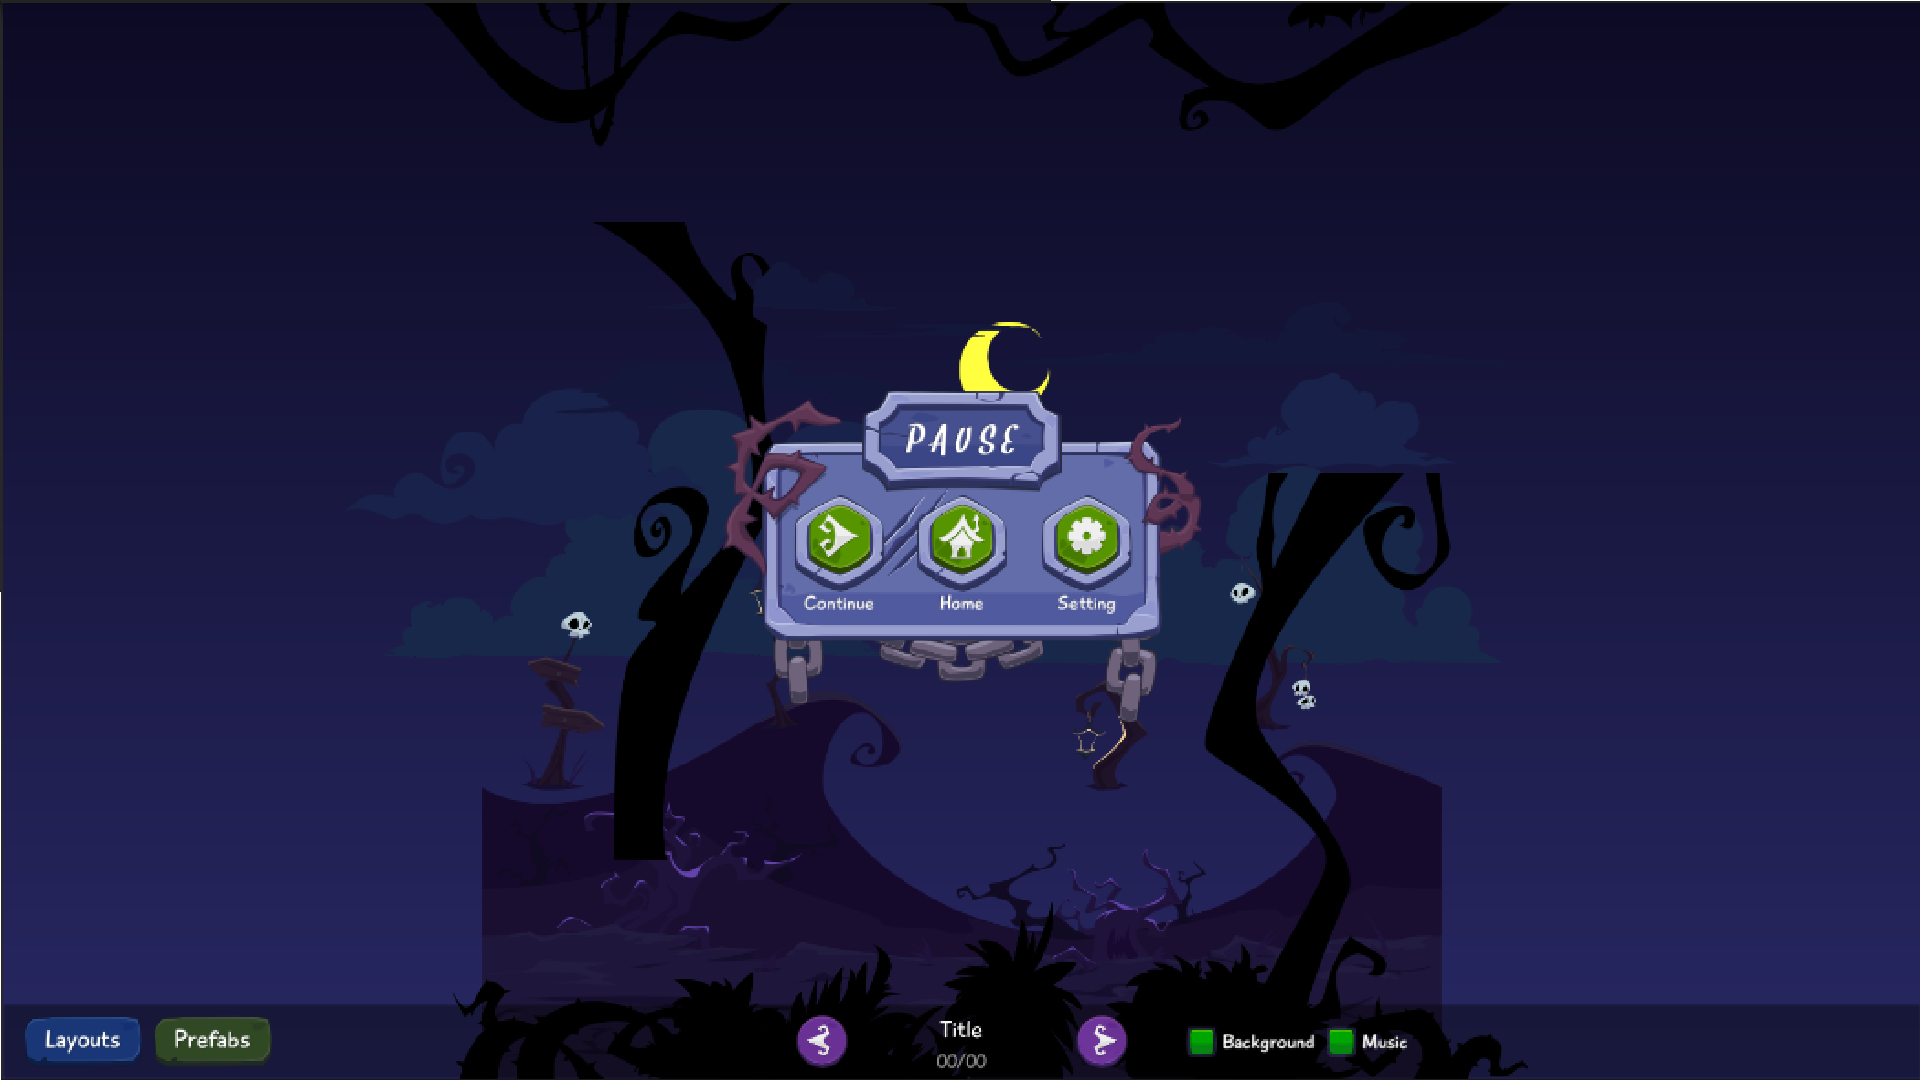 PAUSE
Continue
Home
Setting
Layouts
Prefabs
Title
00/00
Background
Music